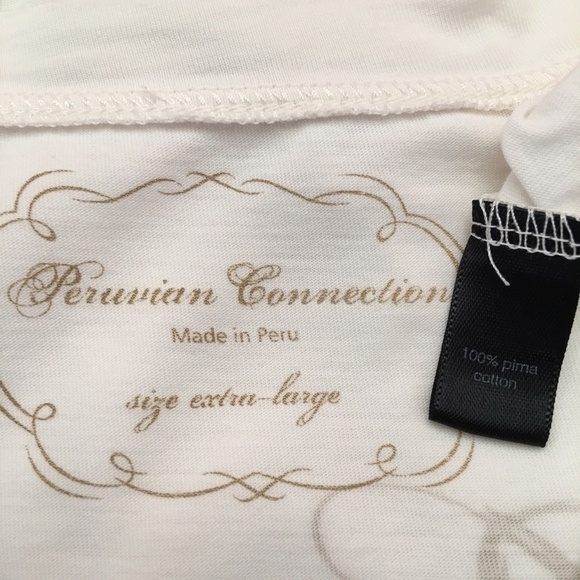 Peruvian Connection
Made in Peru
size extra-large
100% pima
cotton